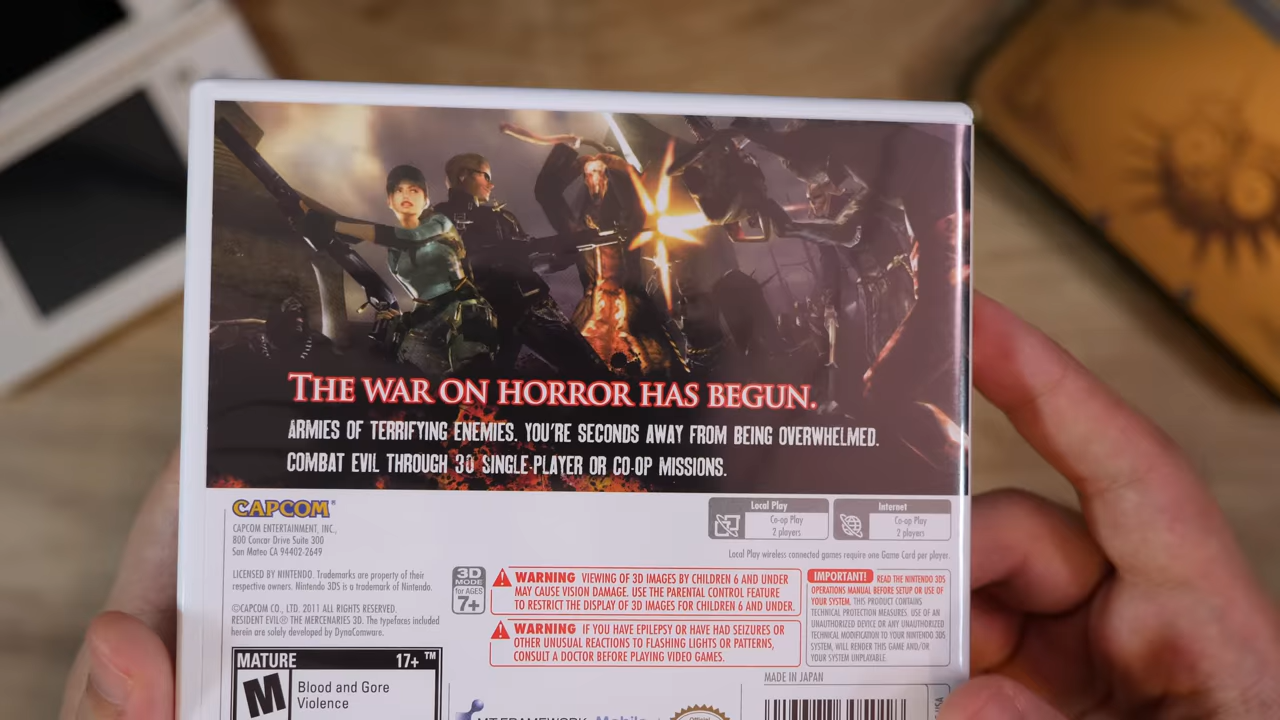 THE WAR ON HORROR HAS BEGUN.
ARMIES OF TERRIFYING ENEMIES. YOU'RE SECONDS AWAY FROM BEING OVERWHELMED.
COMBAT EVIL THROUGH 30 SINGLE-PLAYER OR CO-OP MISSIONS.
CAPCOM®
CAPCOM ENTERTAINMENT, INC.,
800 Concar Drive Suite 300
San Mateo CA 94402-2649
LICENSED BY NINTENDO. Trademarks are property of their
respective owners. Nintendo 3DS is a trademark of Nintendo.
©CAPCOM CO., LTD. 2011 ALL RIGHTS RESERVED.
RESIDENT EVIL® THE MERCENARIES 3D. The typefaces included
herein are solely developed by DynaComware.
MATURE 17+ ™
M
Blood and Gore
Violence
Local Play
Co-op Play
2 players
Internet
Co-op Play
2 players
Local Play wireless connected games require one Game Card per player.
3D
MODE
for AGES
7+
WARNING VIEWING OF 3D IMAGES BY CHILDREN 6 AND UNDER
MAY CAUSE VISION DAMAGE. USE THE PARENTAL CONTROL FEATURE
TO RESTRICT THE DISPLAY OF 3D IMAGES FOR CHILDREN 6 AND UNDER.
WARNING IF YOU HAVE EPILEPSY OR HAVE HAD SEIZURES OR
OTHER UNUSUAL REACTIONS TO FLASHING LIGHTS OR PATTERNS,
CONSULT A DOCTOR BEFORE PLAYING VIDEO GAMES.
IMPORTANT! READ THE NINTENDO 3DS
OPERATIONS MANUAL BEFORE SETUP OR USE OF
YOUR SYSTEM. THIS PRODUCT CONTAINS
TECHNICAL PROTECTION MEASURES. USE OF AN
UNAUTHORIZED DEVICE OR ANY UNAUTHORIZED
TECHNICAL MODIFICATION TO YOUR NINTENDO 3DS
SYSTEM, WILL RENDER THIS GAME AND/OR
YOUR SYSTEM UNPLAYABLE.
MADE IN JAPAN
MT FRAMEWORK Mobile
Official